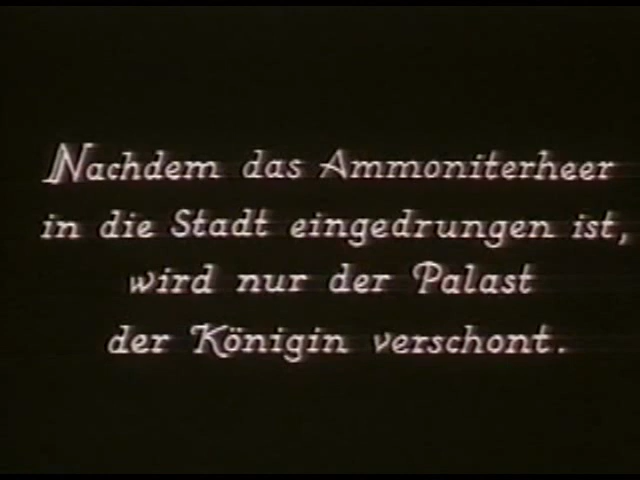 Nachdem das Ammoniterheer
in die Stadt eingedrungen ist,
wird nur der Palast
der Königin verschont.